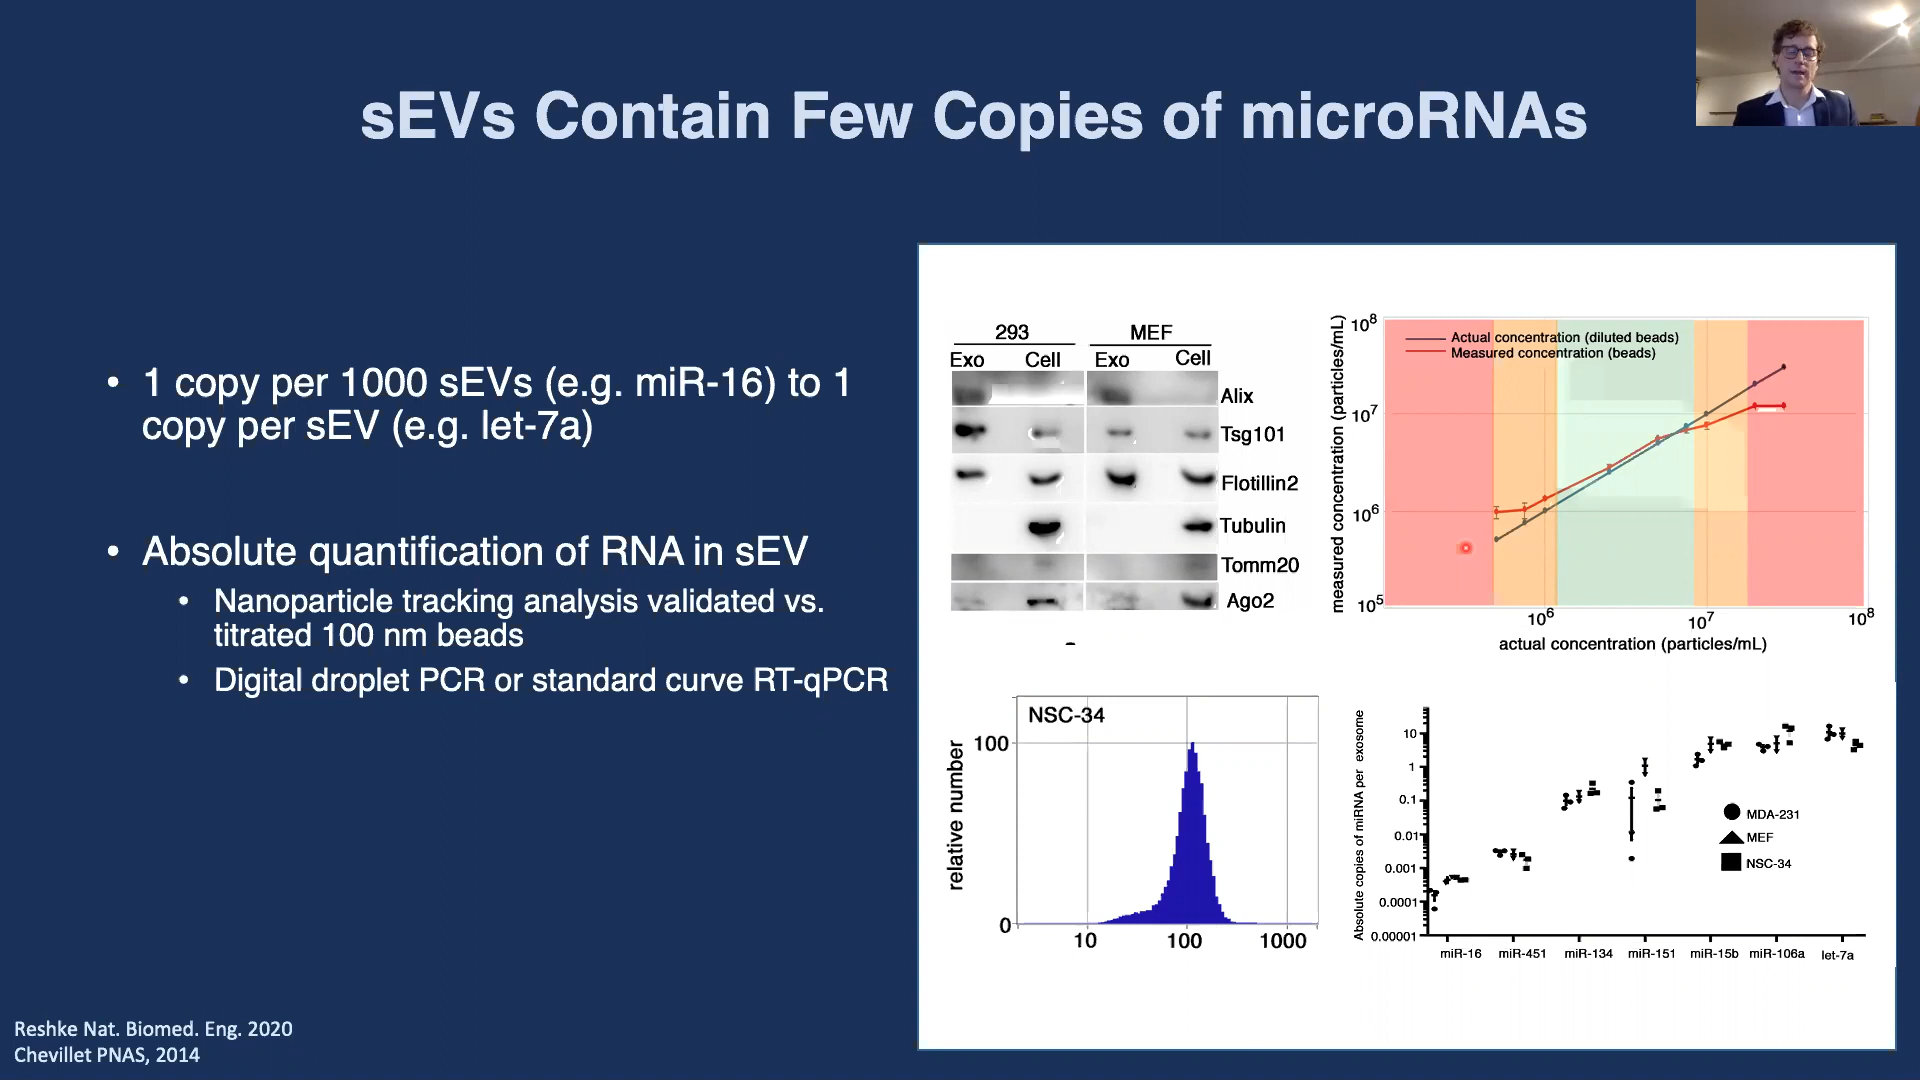 sEVs Contain Few Copies of microRNAs
• 1 copy per 1000 sEVs (e.g. miR-16) to 1
copy per sEV (e.g. let-7a)
• Absolute quantification of RNA in sEV
• Nanoparticle tracking analysis validated vs.
titrated 100 nm beads
• Digital droplet PCR or standard curve RT-qPCR
Reshke Nat. Biomed. Eng. 2020
Chevillet PNAS, 2014
293 MEF
Exo Cell Exo Cell
Alix
Tsg101
Flotillin2
Tubulin
Tomm20
Ago2
measured concentration (particles/mL)
10^8
10^7
10^6
10^5
Actual concentration (diluted beads)
Measured concentration (beads)
10^6 10^7 10^8
actual concentration (particles/mL)
NSC-34
relative number
100
0
10 100 1000
Absolute copies of miRNA per exosome
10
1
0.1
0.01
0.001
0.0001
0.00001
MDA-231
MEF
NSC-34
miR-16 miR-451 miR-134 miR-151 miR-15b miR-106a let-7a